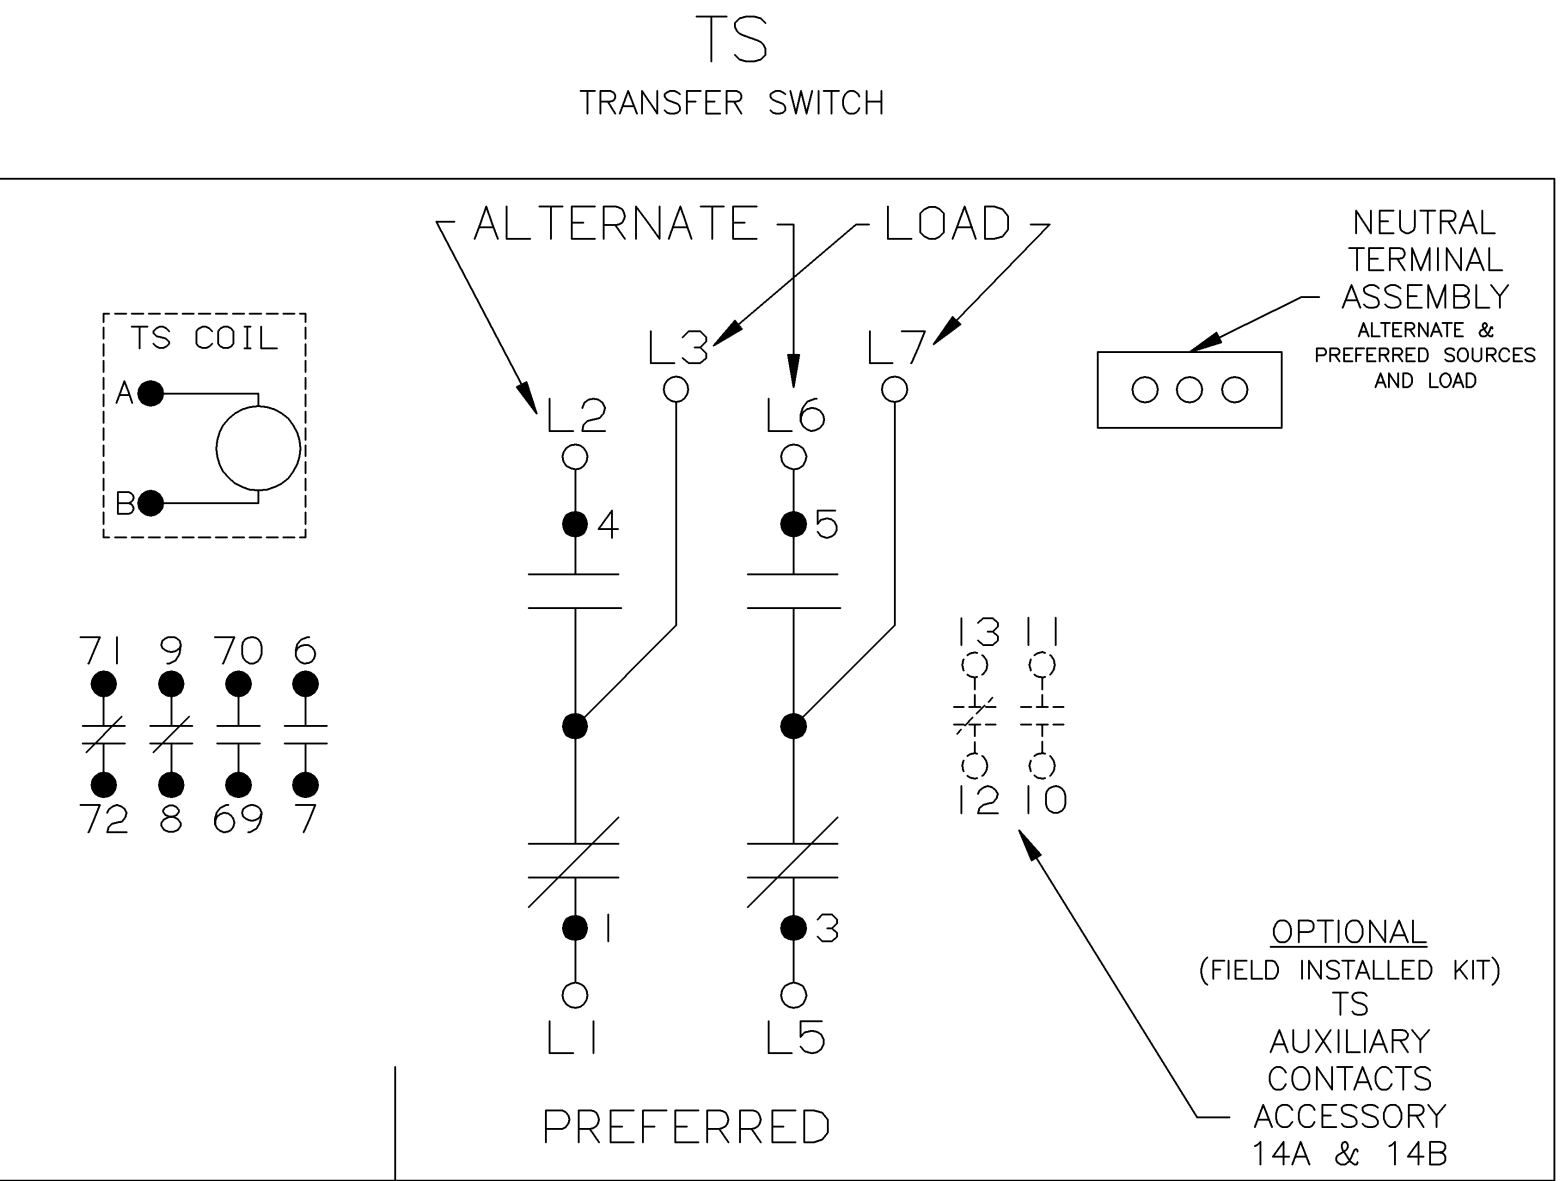 TS
TRANSFER SWITCH
ALTERNATE
LOAD
NEUTRAL
TERMINAL
ASSEMBLY
ALTERNATE &
PREFERRED SOURCES
AND LOAD
TS COIL
A
B
L3
L7
L2
L6
4
5
71 9 70 6
72 8 69 7
13 11
12 10
1
3
L1
L5
PREFERRED
OPTIONAL
(FIELD INSTALLED KIT)
TS
AUXILIARY
CONTACTS
ACCESSORY
14A & 14B